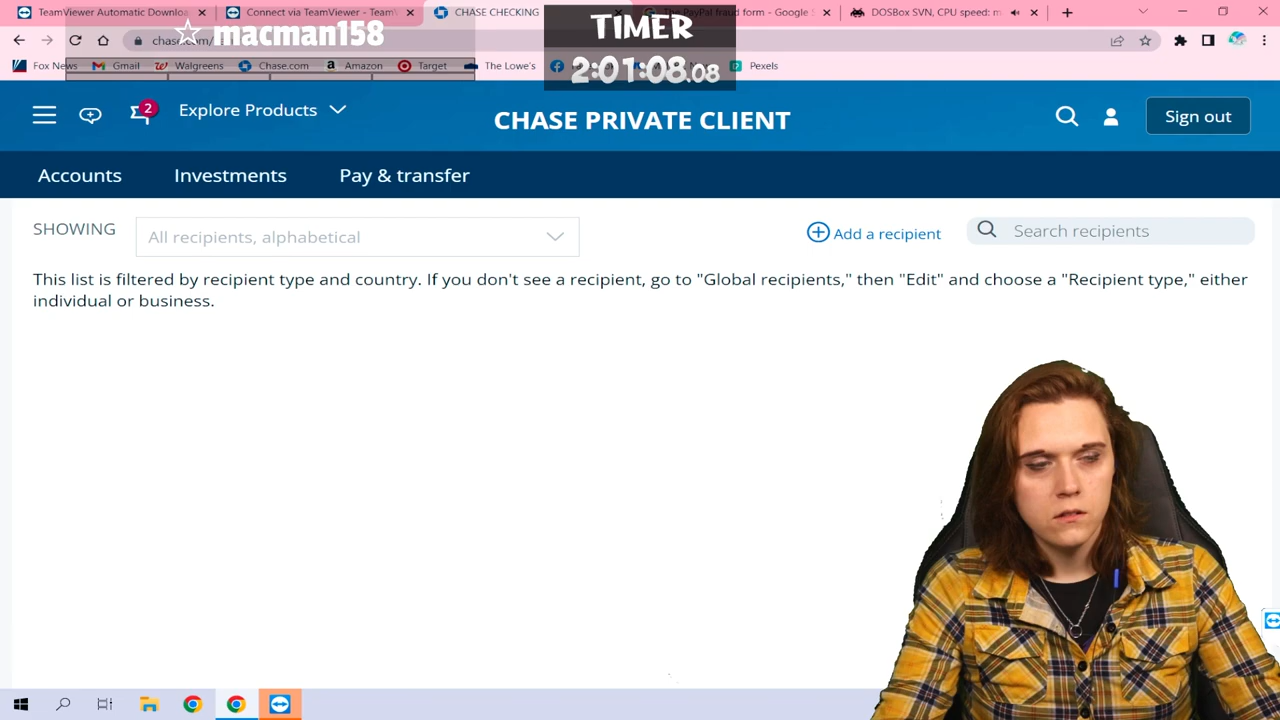 TeamViewer Automatic Downloa
Connect via TeamViewer - TeamV
CHASE CHECKING
The PayPal fraud form - Google S
DOSBox SVN, CPU speed: m
macman158
TIMER
2:01:08.08
chase.com/
Fox News
Gmail
Walgreens
Chase.com
Amazon
Target
The Lowe's
Pexels
2
Explore Products
CHASE PRIVATE CLIENT
Sign out
Accounts
Investments
Pay & transfer
SHOWING
All recipients, alphabetical
Add a recipient
Search recipients
This list is filtered by recipient type and country. If you don't see a recipient, go to "Global recipients," then "Edit" and choose a "Recipient type," either
individual or business.